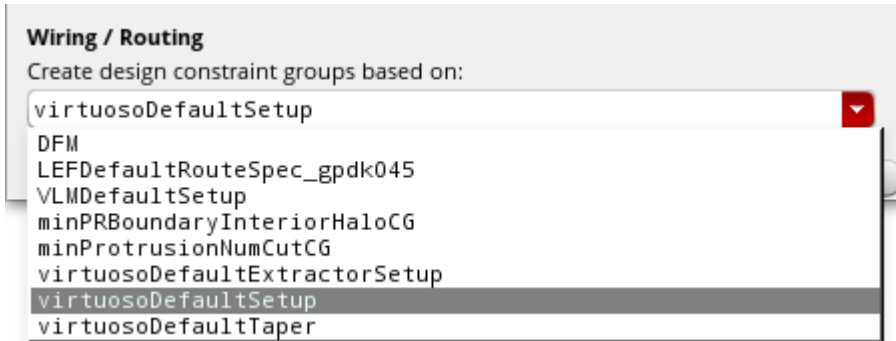 Wiring / Routing
Create design constraint groups based on:
virtuosoDefaultSetup
DFM
LEFDefaultRouteSpec_gpdk045
VLMDefaultSetup
minPRBoundaryInteriorHaloCG
minProtrusionNumCutCG
virtuosoDefaultExtractorSetup
virtuosoDefaultSetup
virtuosoDefaultTaper